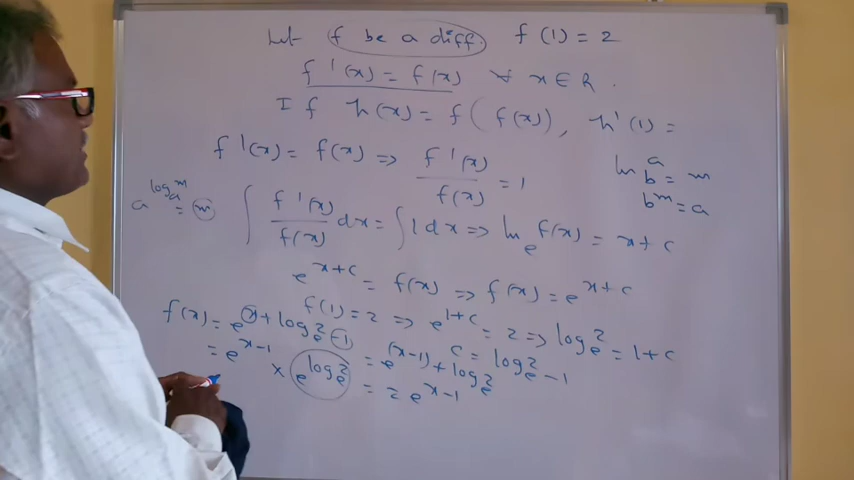 Let f be a diff. f(1) = 2
f'(x) = f(x) ∀ x ∈ R.
If h(x) = f(f(x), h'(1) =
f'(x) = f(x) ⇒ f'(x)/f(x) = 1
ln_b a = m
b^m = a
a^(log_a m) = m
∫ f'(x)/f(x) dx = ∫ 1 dx ⇒ ln_e f(x) = x + c
e^(x+c) = f(x) ⇒ f(x) = e^(x+c)
f(1) = 2 ⇒ e^(1+c) = 2 ⇒ log_e 2 = 1 + c
c = log_e 2 - 1
f(x) = e^(x + log_e 2 - 1) = e^((x-1) + log_e 2)
= e^(x-1) × e^(log_e 2) = 2 e^(x-1)